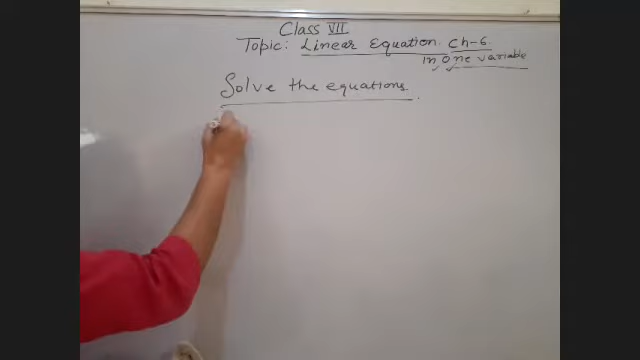 Class VII
Topic: Linear Equation. Ch-6
in one variable
Solve the equations.